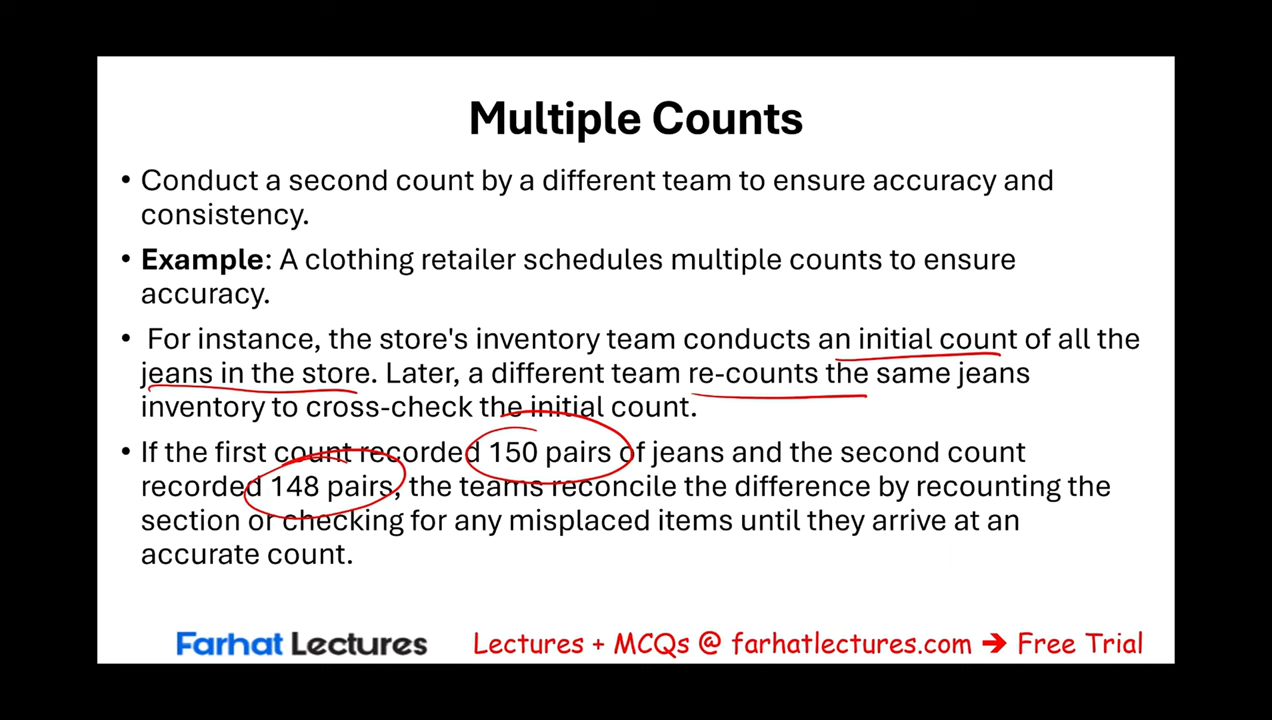 Multiple Counts
• Conduct a second count by a different team to ensure accuracy and
consistency.
• Example: A clothing retailer schedules multiple counts to ensure
accuracy.
• For instance, the store's inventory team conducts an initial count of all the
jeans in the store. Later, a different team re-counts the same jeans
inventory to cross-check the initial count.
• If the first count recorded 150 pairs of jeans and the second count
recorded 148 pairs, the teams reconcile the difference by recounting the
section or checking for any misplaced items until they arrive at an
accurate count.
Farhat Lectures Lectures + MCQs @ farhatlectures.com → Free Trial